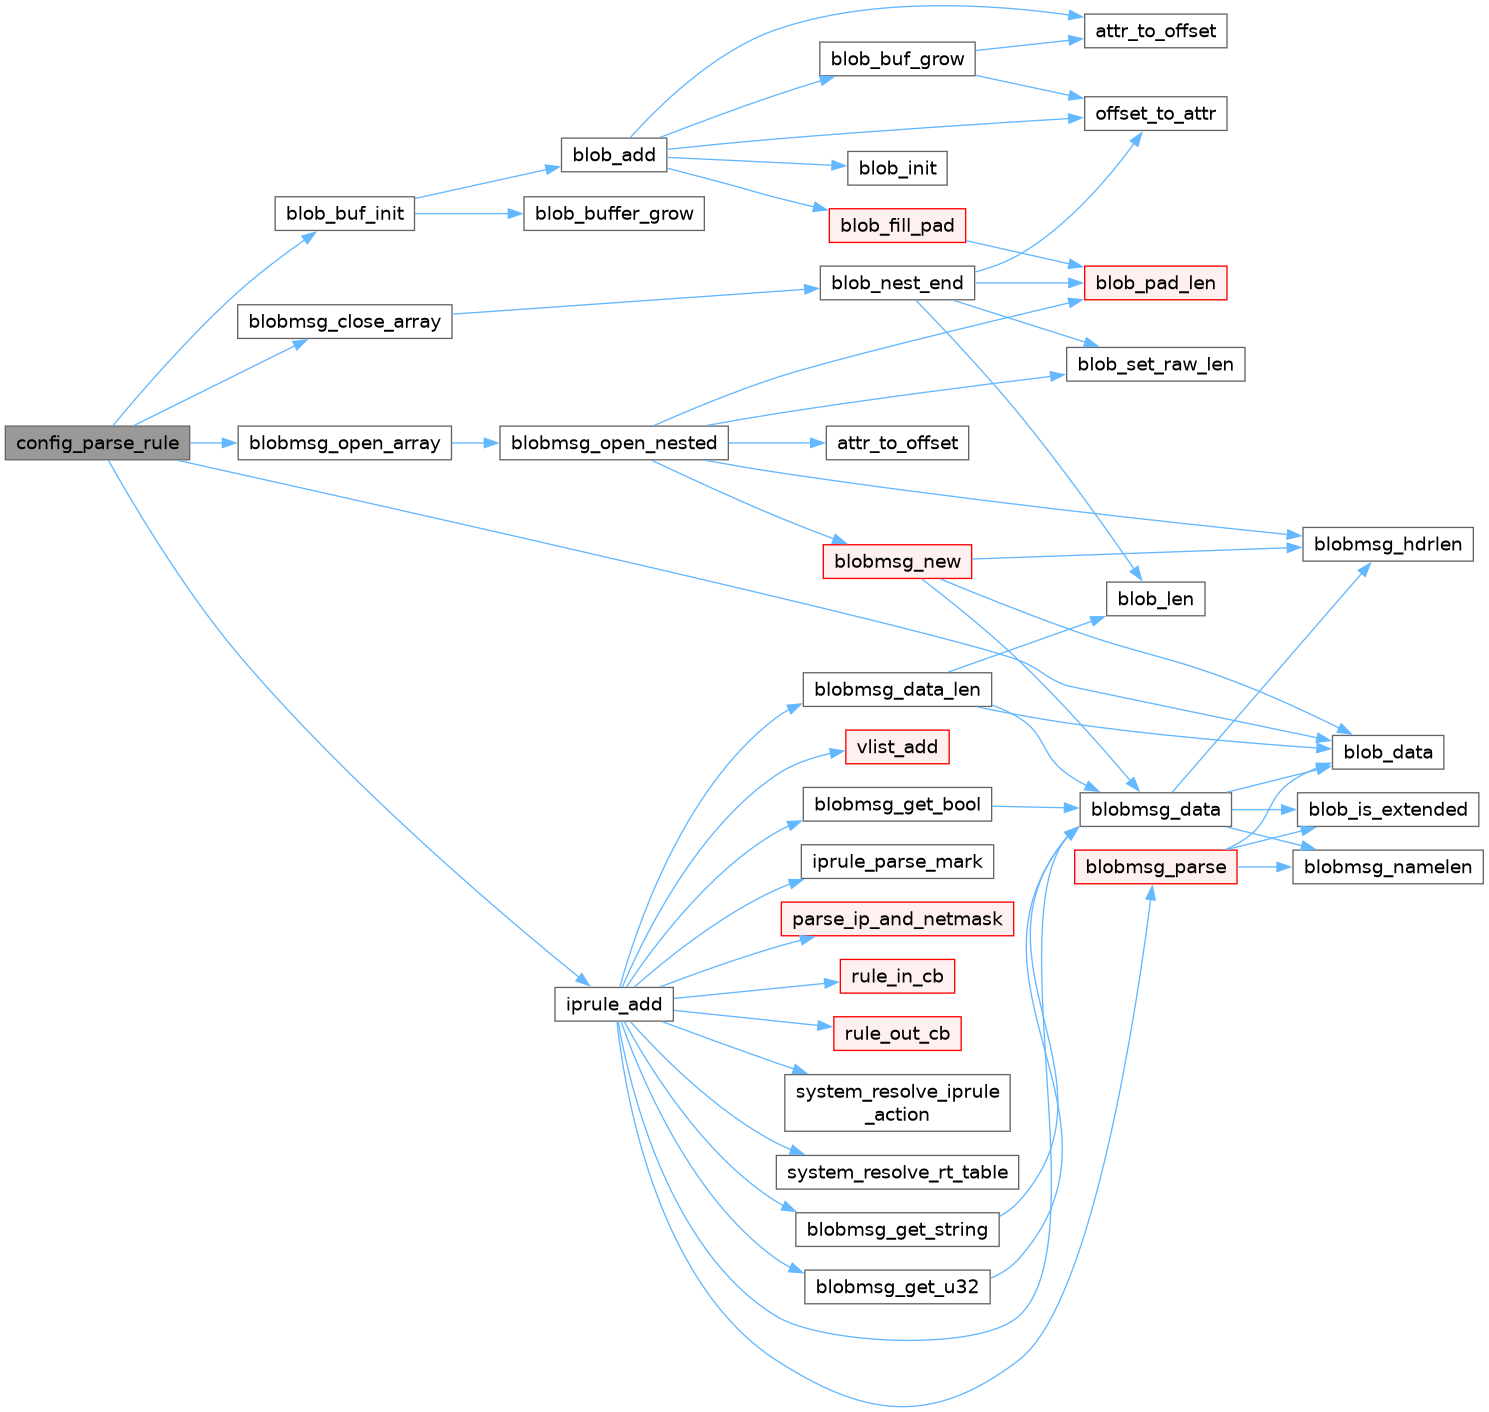 attr_to_offset
blob_buf_grow
offset_to_attr
blob_add
blob_init
blob_buf_init
blob_buffer_grow
blob_fill_pad
blob_nest_end
blob_pad_len
blobmsg_close_array
blob_set_raw_len
config_parse_rule
blobmsg_open_array
blobmsg_open_nested
attr_to_offset
blobmsg_hdrlen
blobmsg_new
blob_len
blobmsg_data_len
vlist_add
blob_data
blobmsg_get_bool
blobmsg_data
blob_is_extended
iprule_parse_mark
blobmsg_parse
blobmsg_namelen
parse_ip_and_netmask
rule_in_cb
iprule_add
rule_out_cb
system_resolve_iprule
_action
system_resolve_rt_table
blobmsg_get_string
blobmsg_get_u32